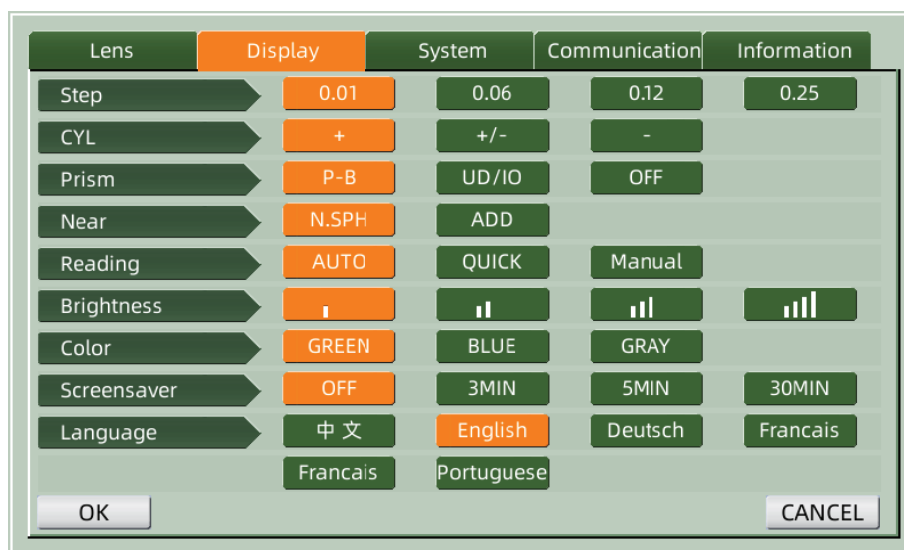 Lens Display System Communication Information
Step 0.01 0.06 0.12 0.25
CYL + +/- -
Prism P-B UD/IO OFF
Near N.SPH ADD
Reading AUTO QUICK Manual
Brightness
Color GREEN BLUE GRAY
Screensaver OFF 3MIN 5MIN 30MIN
Language 中文 English Deutsch Francais
Francais Portuguese
OK CANCEL